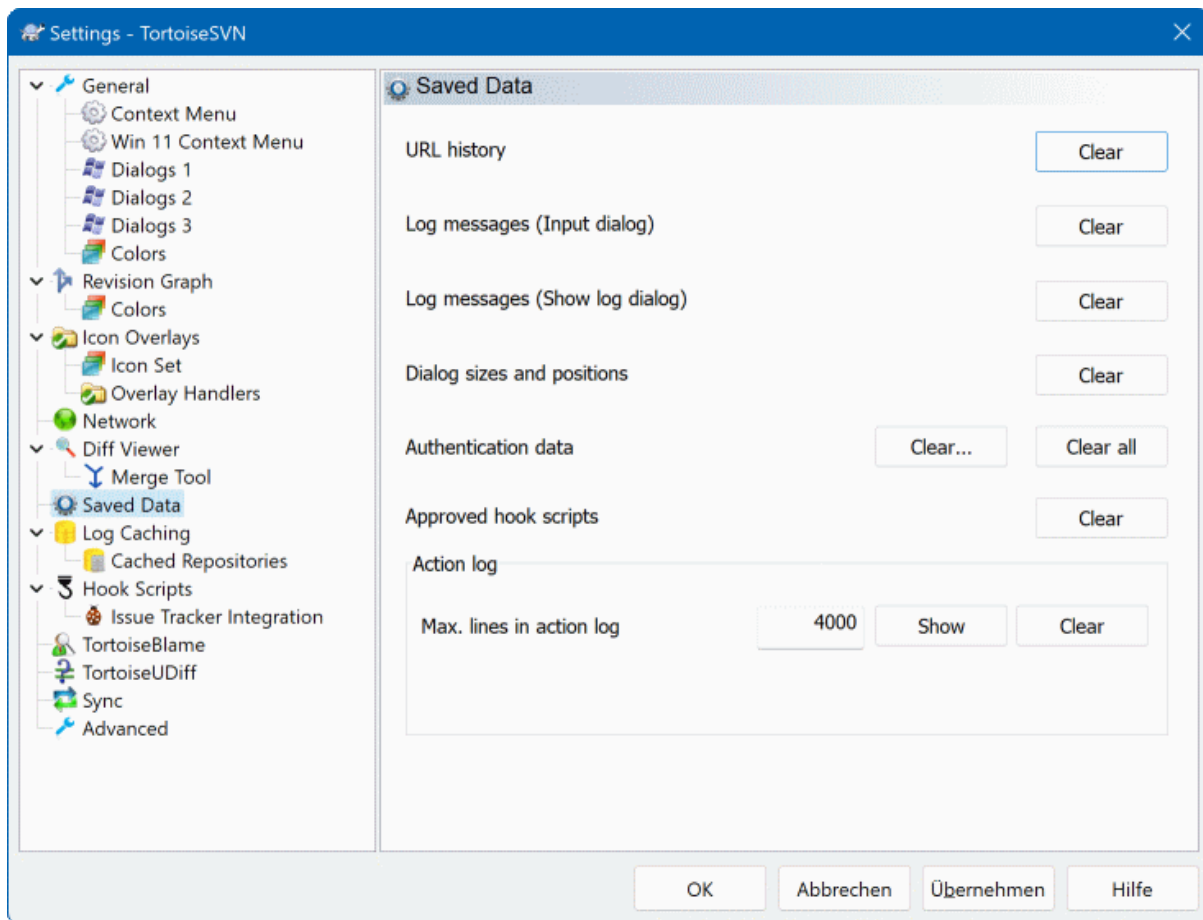 Settings - TortoiseSVN
General
Context Menu
Win 11 Context Menu
Dialogs 1
Dialogs 2
Dialogs 3
Colors
Revision Graph
Colors
Icon Overlays
Icon Set
Overlay Handlers
Network
Diff Viewer
Merge Tool
Saved Data
Log Caching
Cached Repositories
Hook Scripts
Issue Tracker Integration
TortoiseBlame
TortoiseUDiff
Sync
Advanced
Saved Data
URL history Clear
Log messages (Input dialog) Clear
Log messages (Show log dialog) Clear
Dialog sizes and positions Clear
Authentication data Clear... Clear all
Approved hook scripts Clear
Action log
Max. lines in action log 4000 Show Clear
OK Abbrechen Übernehmen Hilfe